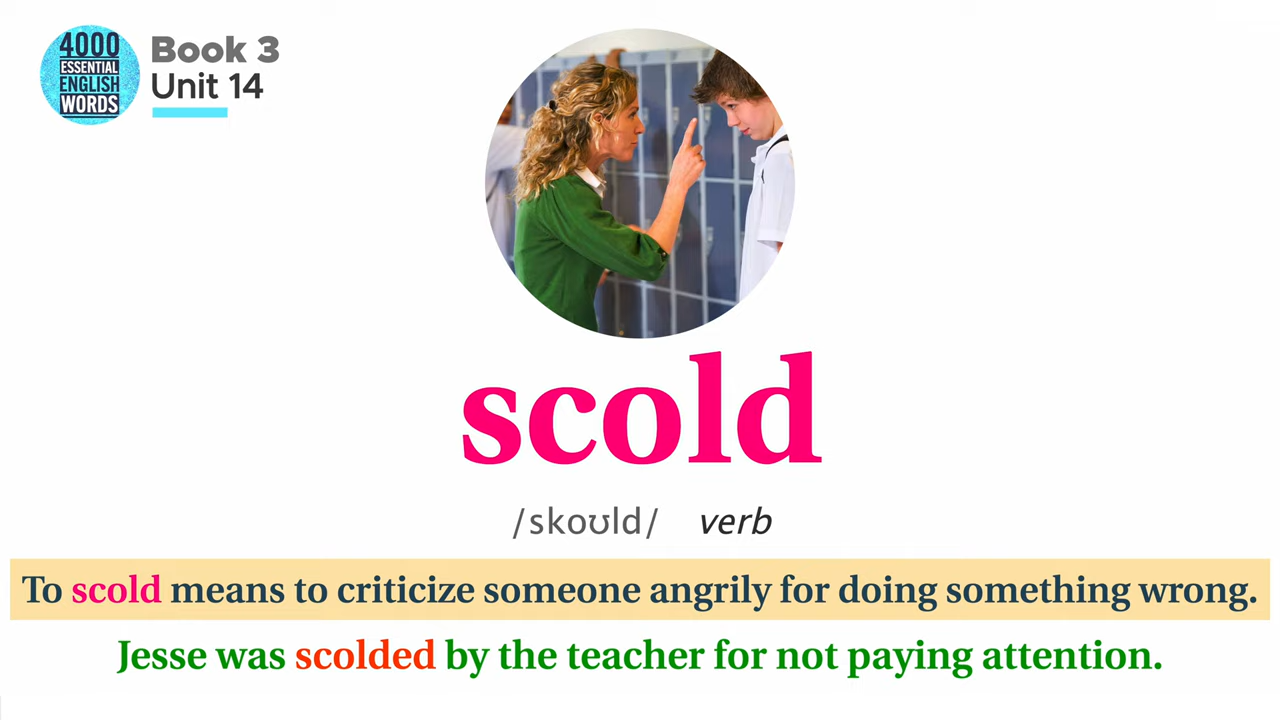 4000
ESSENTIAL
ENGLISH
WORDS
Book 3
Unit 14
scold
/skoʊld/ verb
To scold means to criticize someone angrily for doing something wrong.
Jesse was scolded by the teacher for not paying attention.